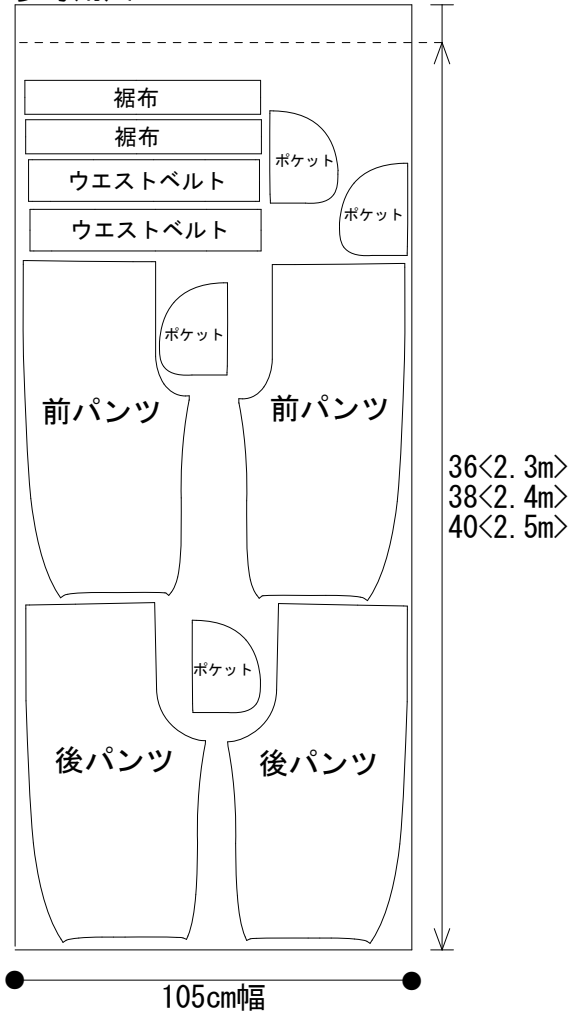 裾布
裾布
ウエストベルト
ウエストベルト
ポケット
ポケット
ポケット
前パンツ
前パンツ
36<2.3m>
38<2.4m>
40<2.5m>
ポケット
後パンツ
後パンツ
105cm幅